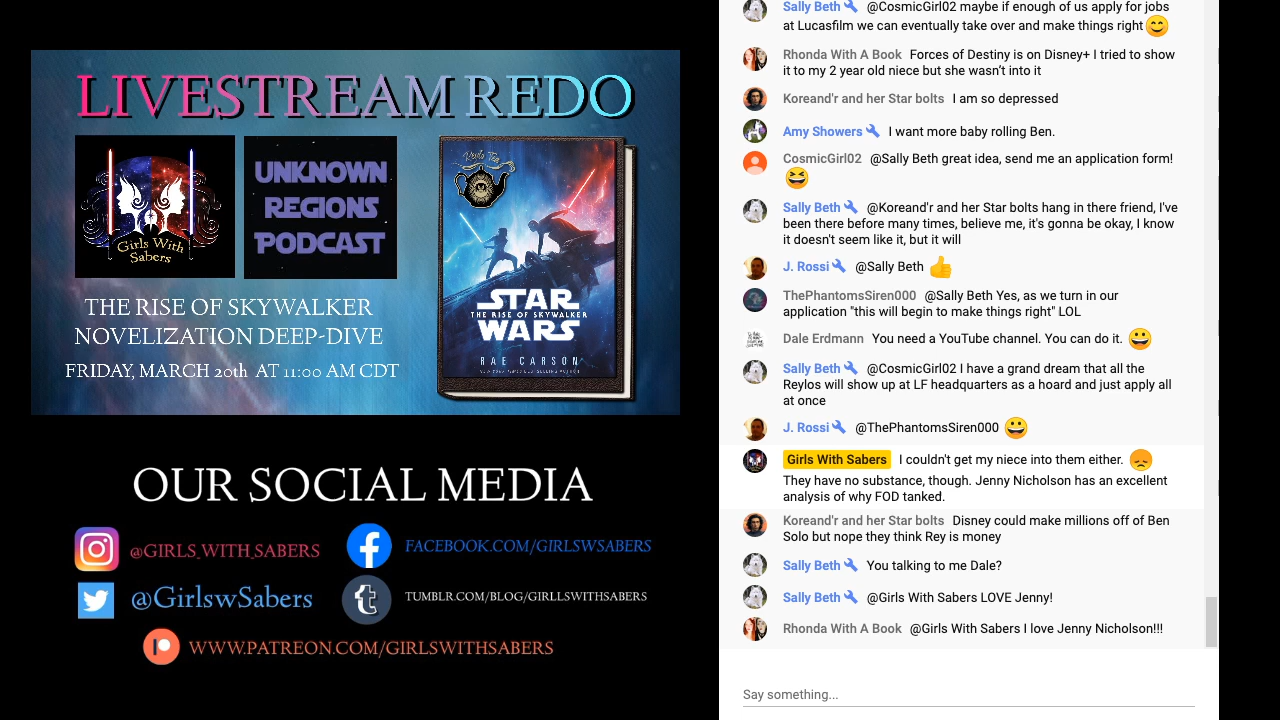 LIVESTREAM REDO
Girls With
Sabers
UNKNOWN
REGIONS
PODCAST
Reylo Tea
STAR
THE RISE OF SKYWALKER
WARS
RAE CARSON
THE RISE OF SKYWALKER
NOVELIZATION DEEP-DIVE
FRIDAY, MARCH 20th AT 11:00 AM CDT
OUR SOCIAL MEDIA
@GIRLS_WITH_SABERS
FACEBOOK.COM/GIRLSWSABERS
@GirlswSabers
TUMBLR.COM/BLOG/GIRLLSWITHSABERS
WWW.PATREON.COM/GIRLSWITHSABERS
Sally Beth @CosmicGirl02 maybe if enough of us apply for jobs
at Lucasfilm we can eventually take over and make things right 😊
Rhonda With A Book Forces of Destiny is on Disney+ I tried to show
it to my 2 year old niece but she wasn't into it
Koreand'r and her Star bolts I am so depressed
Amy Showers I want more baby rolling Ben.
CosmicGirl02 @Sally Beth great idea, send me an application form!
😆
Sally Beth @Koreand'r and her Star bolts hang in there friend, I've
been there before many times, believe me, it's gonna be okay, I know
it doesn't seem like it, but it will
J. Rossi @Sally Beth 👍
ThePhantomsSiren000 @Sally Beth Yes, as we turn in our
application "this will begin to make things right" LOL
Dale Erdmann You need a YouTube channel. You can do it. 😀
Sally Beth @CosmicGirl02 I have a grand dream that all the
Reylos will show up at LF headquarters as a hoard and just apply all
at once
J. Rossi @ThePhantomsSiren000 😀
Girls With Sabers I couldn't get my niece into them either. 😞
They have no substance, though. Jenny Nicholson has an excellent
analysis of why FOD tanked.
Koreand'r and her Star bolts Disney could make millions off of Ben
Solo but nope they think Rey is money
Sally Beth You talking to me Dale?
Sally Beth @Girls With Sabers LOVE Jenny!
Rhonda With A Book @Girls With Sabers I love Jenny Nicholson!!!
Say something...